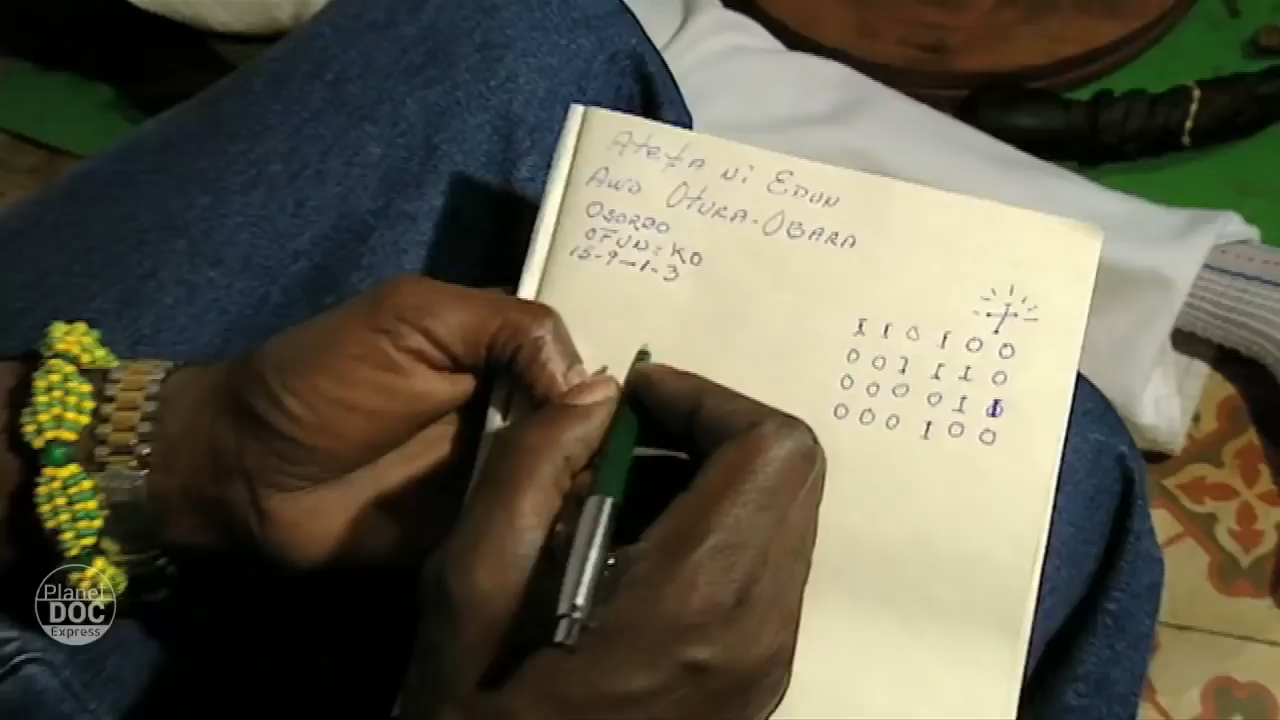 Atefa ni Edun
Awo Otura-Obara
Osorbo
Ofun: KO
15-9-1-3
I I O I O O
O O I I I O
O O O O I I
O O O I O O
Planet
DOC
Express